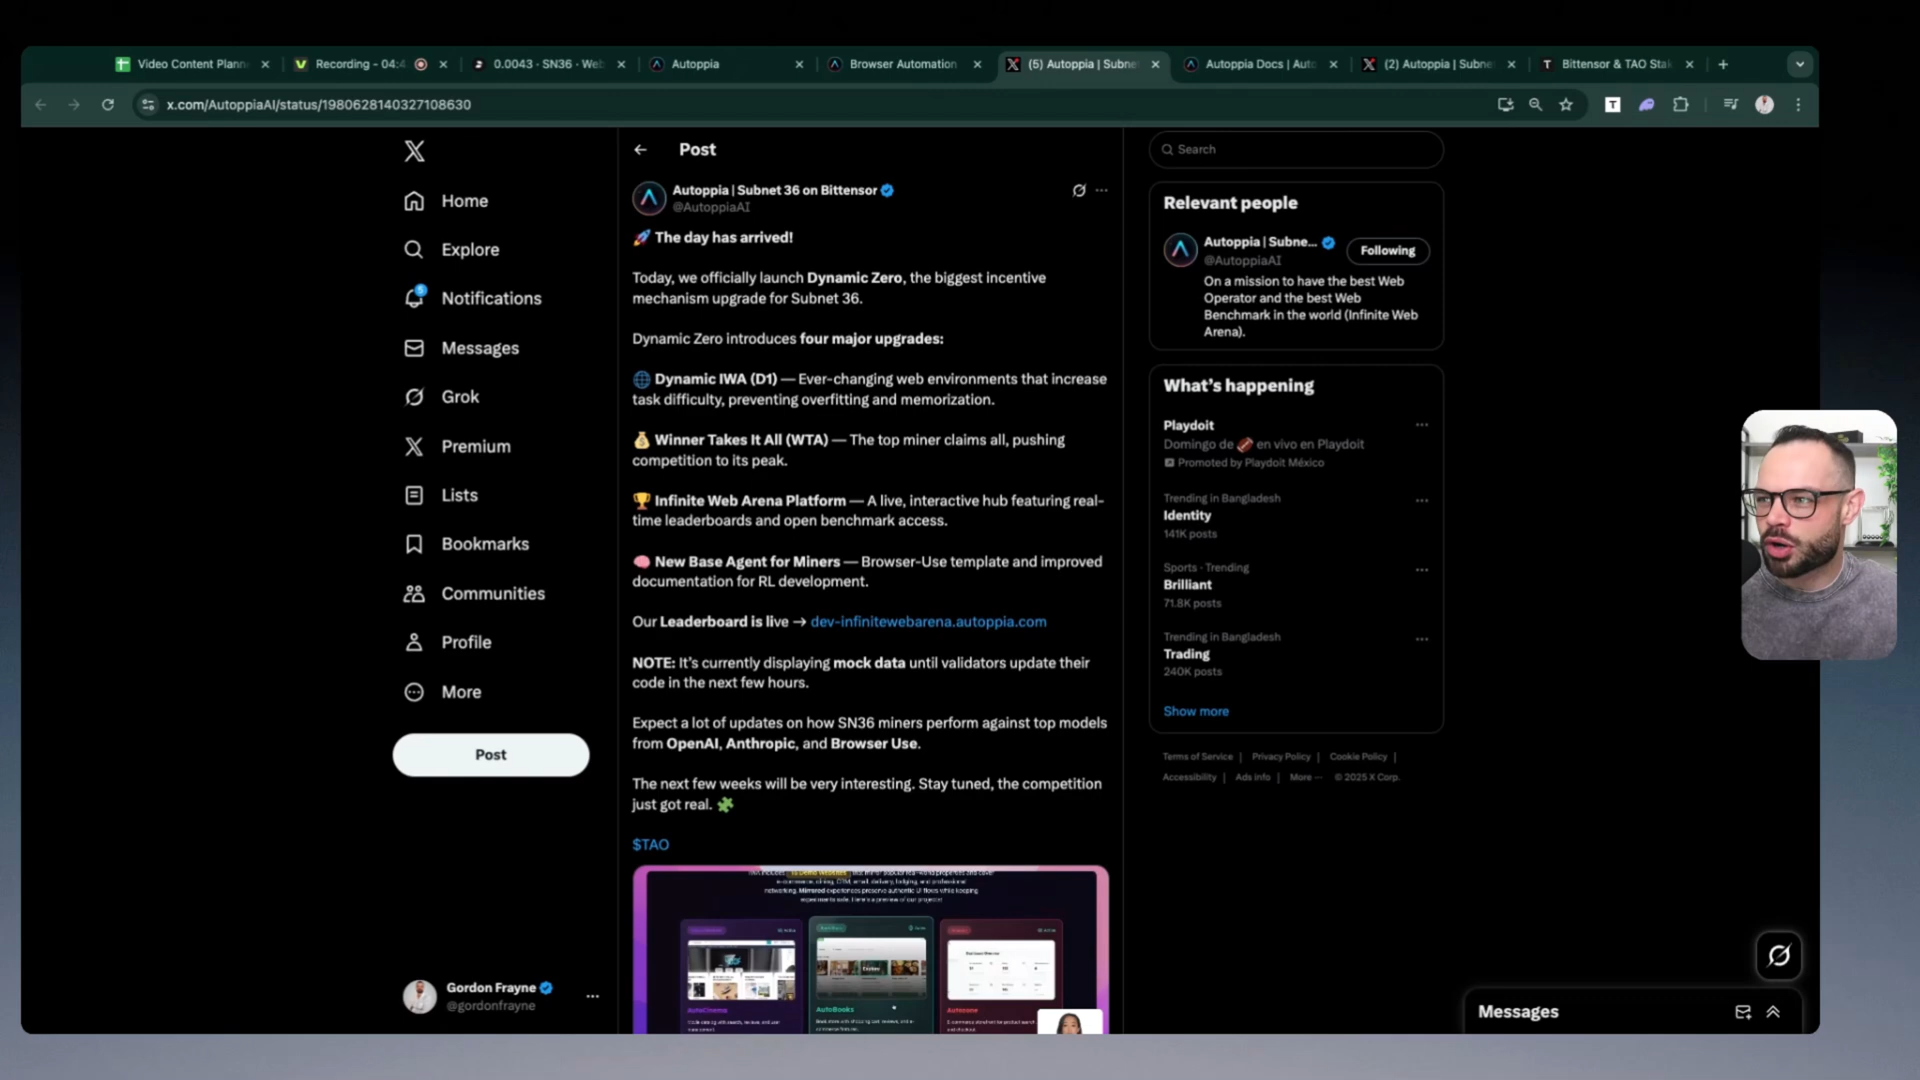 Video Content Plann
Recording - 04:4
0.0043 · SN36 · Web
Autoppia
Browser Automation
(5) Autoppia | Subne
Autoppia Docs | Auto
(2) Autoppia | Subne
Bittensor & TAO Stak
x.com/AutoppiaAI/status/1980628140327108630
Home
Explore
5
Notifications
Messages
Grok
Premium
Lists
Bookmarks
Communities
Profile
More
Post
Gordon Frayne
@gordonfrayne
Post
Autoppia | Subnet 36 on Bittensor
@AutoppiaAI
🚀 The day has arrived!
Today, we officially launch Dynamic Zero, the biggest incentive
mechanism upgrade for Subnet 36.
Dynamic Zero introduces four major upgrades:
🌐 Dynamic IWA (D1) — Ever-changing web environments that increase
task difficulty, preventing overfitting and memorization.
💰 Winner Takes It All (WTA) — The top miner claims all, pushing
competition to its peak.
🏆 Infinite Web Arena Platform — A live, interactive hub featuring real-
time leaderboards and open benchmark access.
🧠 New Base Agent for Miners — Browser-Use template and improved
documentation for RL development.
Our Leaderboard is live → dev-infinitewebarena.autoppia.com
NOTE: It's currently displaying mock data until validators update their
code in the next few hours.
Expect a lot of updates on how SN36 miners perform against top models
from OpenAI, Anthropic, and Browser Use.
The next few weeks will be very interesting. Stay tuned, the competition
just got real. 🧩
$TAO
AutoCinema
AutoBooks
Autozone
Search
Relevant people
Autoppia | Subne...
@AutoppiaAI
Following
On a mission to have the best Web
Operator and the best Web
Benchmark in the world (Infinite Web
Arena).
What's happening
Playdoit
Domingo de 🏈 en vivo en Playdoit
Promoted by Playdoit México
Trending in Bangladesh
Identity
141K posts
Sports · Trending
Brilliant
71.8K posts
Trending in Bangladesh
Trading
240K posts
Show more
Terms of Service | Privacy Policy | Cookie Policy |
Accessibility | Ads info | More ··· © 2025 X Corp.
Messages